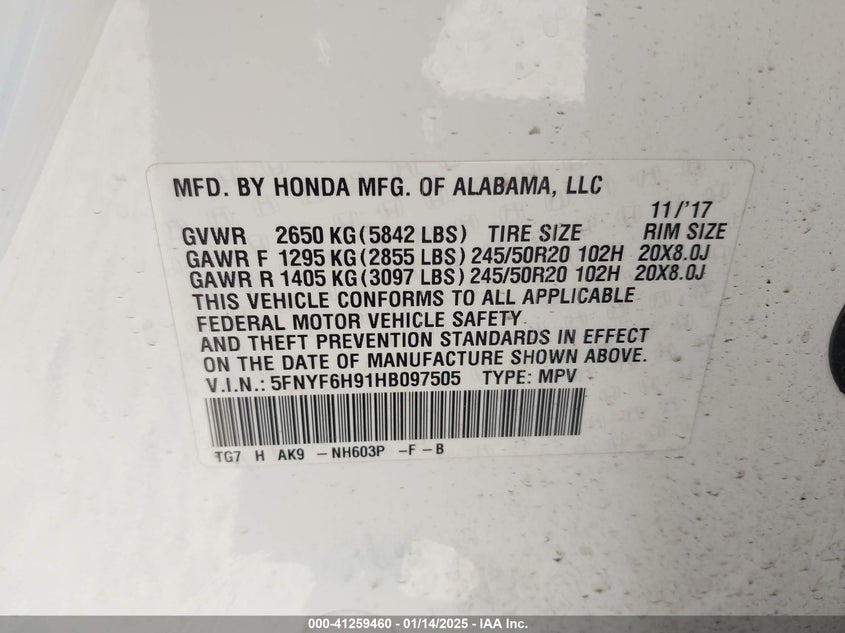 MFD. BY HONDA MFG. OF ALABAMA, LLC
11/'17
GVWR 2650 KG (5842 LBS) TIRE SIZE RIM SIZE
GAWR F 1295 KG (2855 LBS) 245/50R20 102H 20X8.0J
GAWR R 1405 KG (3097 LBS) 245/50R20 102H 20X8.0J
THIS VEHICLE CONFORMS TO ALL APPLICABLE
FEDERAL MOTOR VEHICLE SAFETY
AND THEFT PREVENTION STANDARDS IN EFFECT
ON THE DATE OF MANUFACTURE SHOWN ABOVE.
V.I.N.: 5FNYF6H91HB097505 TYPE: MPV
TG7 H AK9 -NH603P -F-B
000-41259460 - 01/14/2025 - IAA Inc.